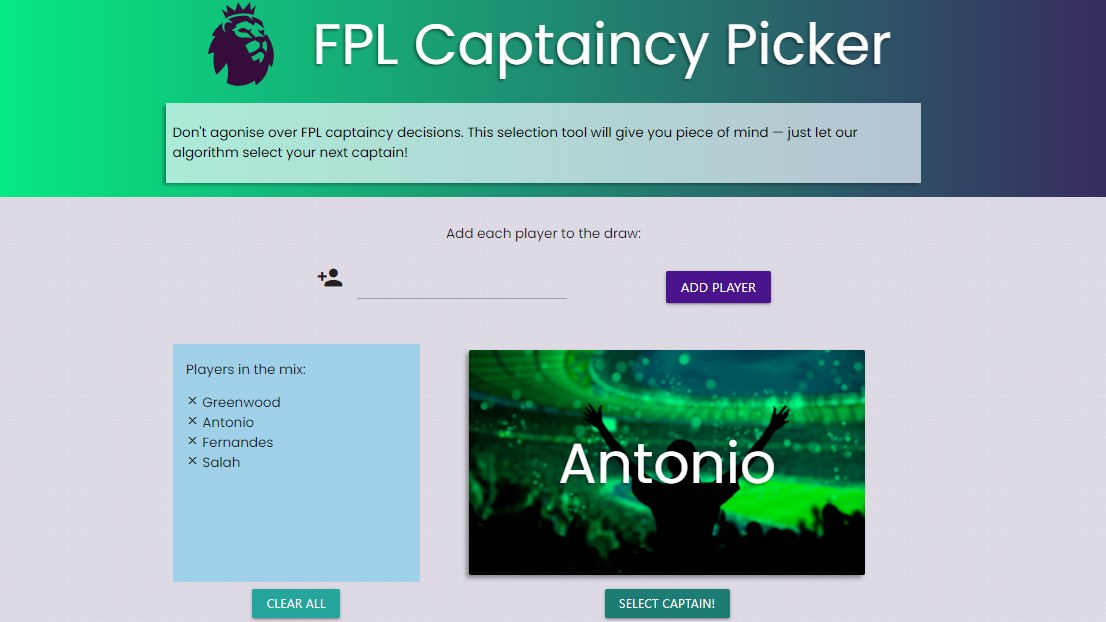 FPL Captaincy Picker
Don't agonise over FPL captaincy decisions. This selection tool will give you piece of mind — just let our
algorithm select your next captain!
Add each player to the draw:
ADD PLAYER
Players in the mix:
× Greenwood
× Antonio
× Fernandes
× Salah
Antonio
CLEAR ALL
SELECT CAPTAIN!